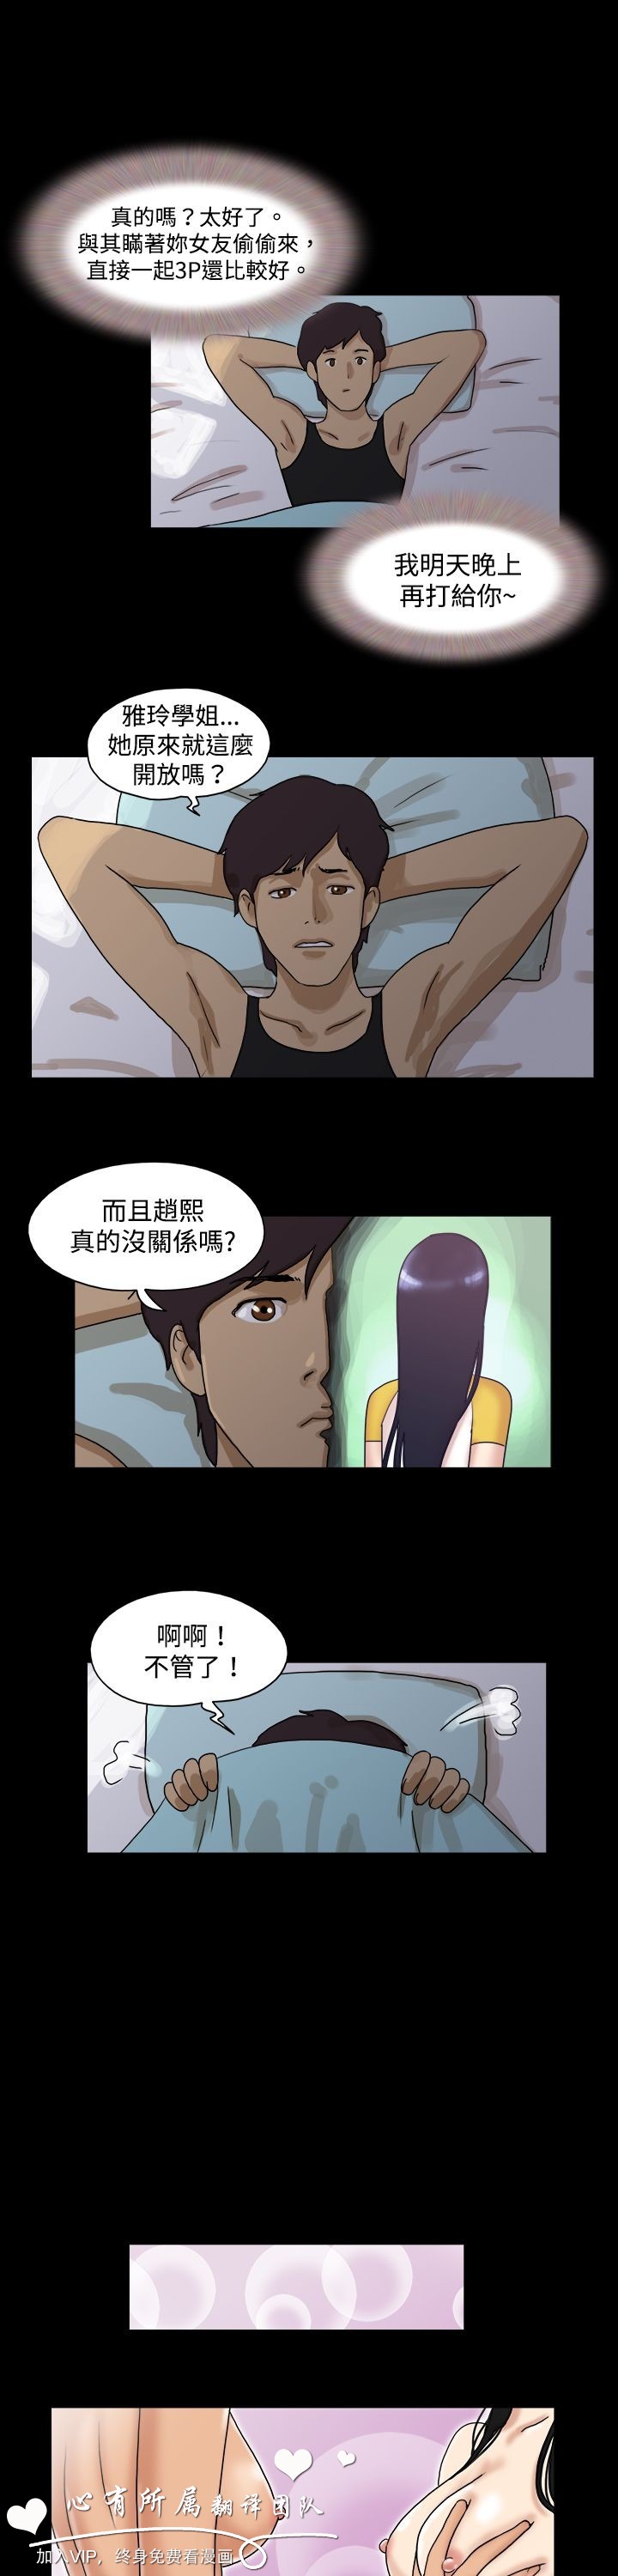 真的嗎？太好了。
與其瞞著妳女友偷偷來，
直接一起3P還比較好。
我明天晚上
再打給你~
雅玲學姐...
她原來就這麼
開放嗎？
而且趙熙
真的沒關係嗎?
啊啊！
不管了！
心有所属翻译团队
加入VIP，终身免费看漫画